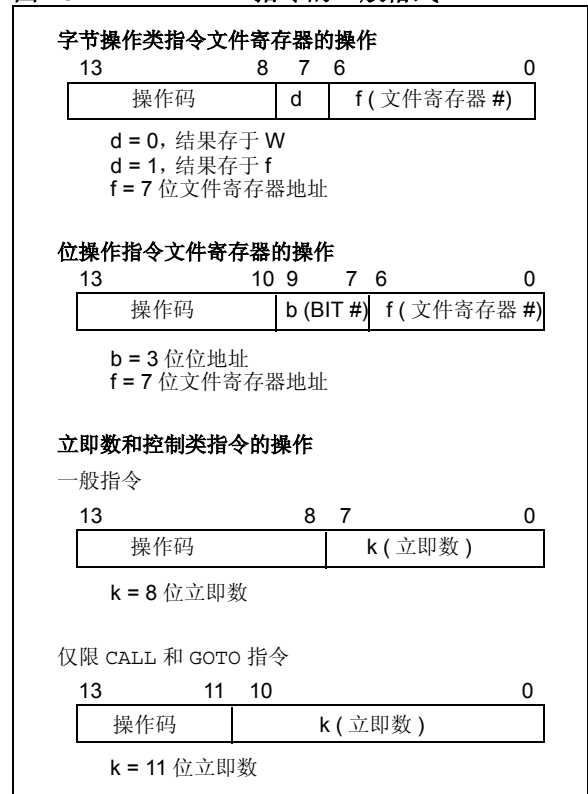 字节操作类指令文件寄存器的操作
13 8 7 6 0
操作码 d f ( 文件寄存器 #)
d = 0, 结果存于 W
d = 1, 结果存于 f
f = 7 位文件寄存器地址
位操作指令文件寄存器的操作
13 10 9 7 6 0
操作码 b (BIT #) f ( 文件寄存器 #)
b = 3 位位地址
f = 7 位文件寄存器地址
立即数和控制类指令的操作
一般指令
13 8 7 0
操作码 k ( 立即数 )
k = 8 位立即数
仅限 CALL 和 GOTO 指令
13 11 10 0
操作码 k ( 立即数 )
k = 11 位立即数